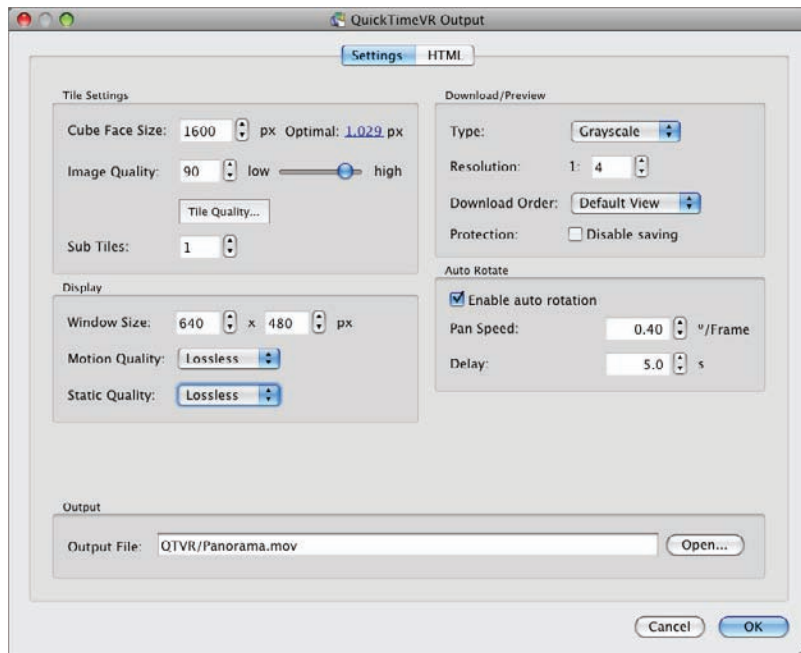 QuickTimeVR Output
Settings HTML
Tile Settings
Cube Face Size: 1600 px Optimal: 1.029 px
Image Quality: 90 low high
Tile Quality...
Sub Tiles: 1
Display
Window Size: 640 x 480 px
Motion Quality: Lossless
Static Quality: Lossless
Download/Preview
Type: Grayscale
Resolution: 1: 4
Download Order: Default View
Protection: Disable saving
Auto Rotate
Enable auto rotation
Pan Speed: 0.40 °/Frame
Delay: 5.0 s
Output
Output File: QTVR/Panorama.mov Open...
Cancel OK